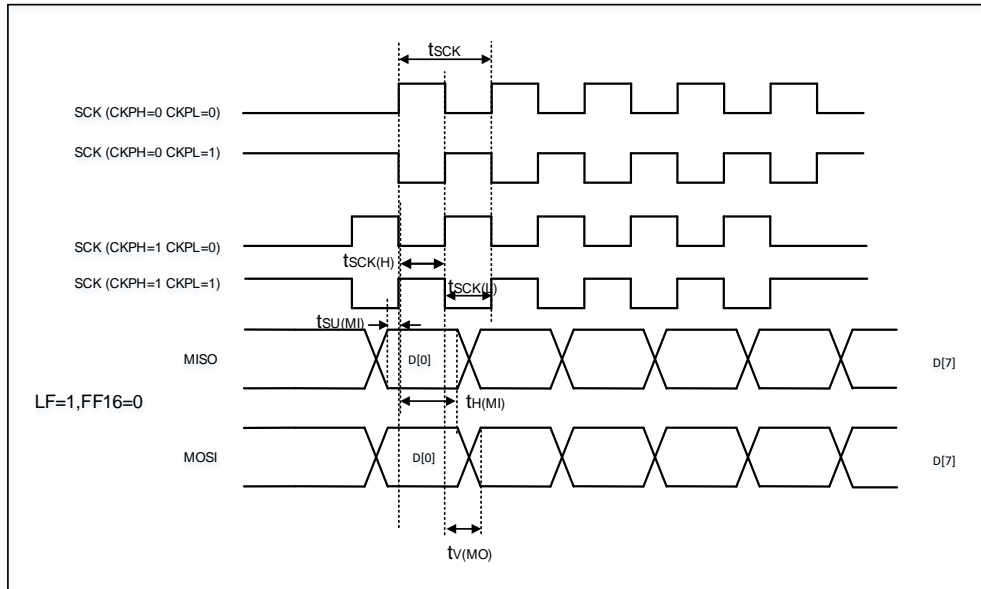 tSCK
SCK (CKPH=0 CKPL=0)
SCK (CKPH=0 CKPL=1)
SCK (CKPH=1 CKPL=0)
tSCK(H)
SCK (CKPH=1 CKPL=1)
tSCK(L)
tSU(MI)
MISO
D[0]
D[7]
tH(MI)
LF=1,FF16=0
MOSI
D[0]
D[7]
tV(MO)